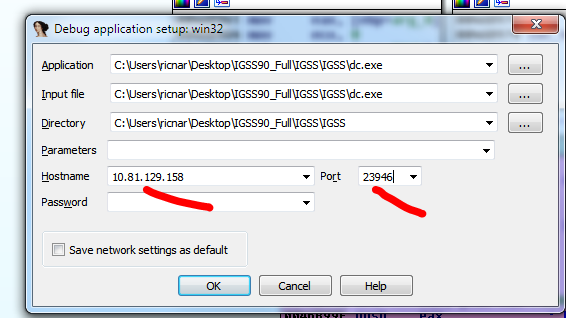 Debug application setup: win32
Application C:\Users\ricnar\Desktop\IGSS90_Full\IGSS\IGSS\dc.exe ...
Input file C:\Users\ricnar\Desktop\IGSS90_Full\IGSS\IGSS\dc.exe ...
Directory C:\Users\ricnar\Desktop\IGSS90_Full\IGSS\IGSS ...
Parameters
Hostname 10.81.129.158 Port 23946
Password
Save network settings as default
OK Cancel Help